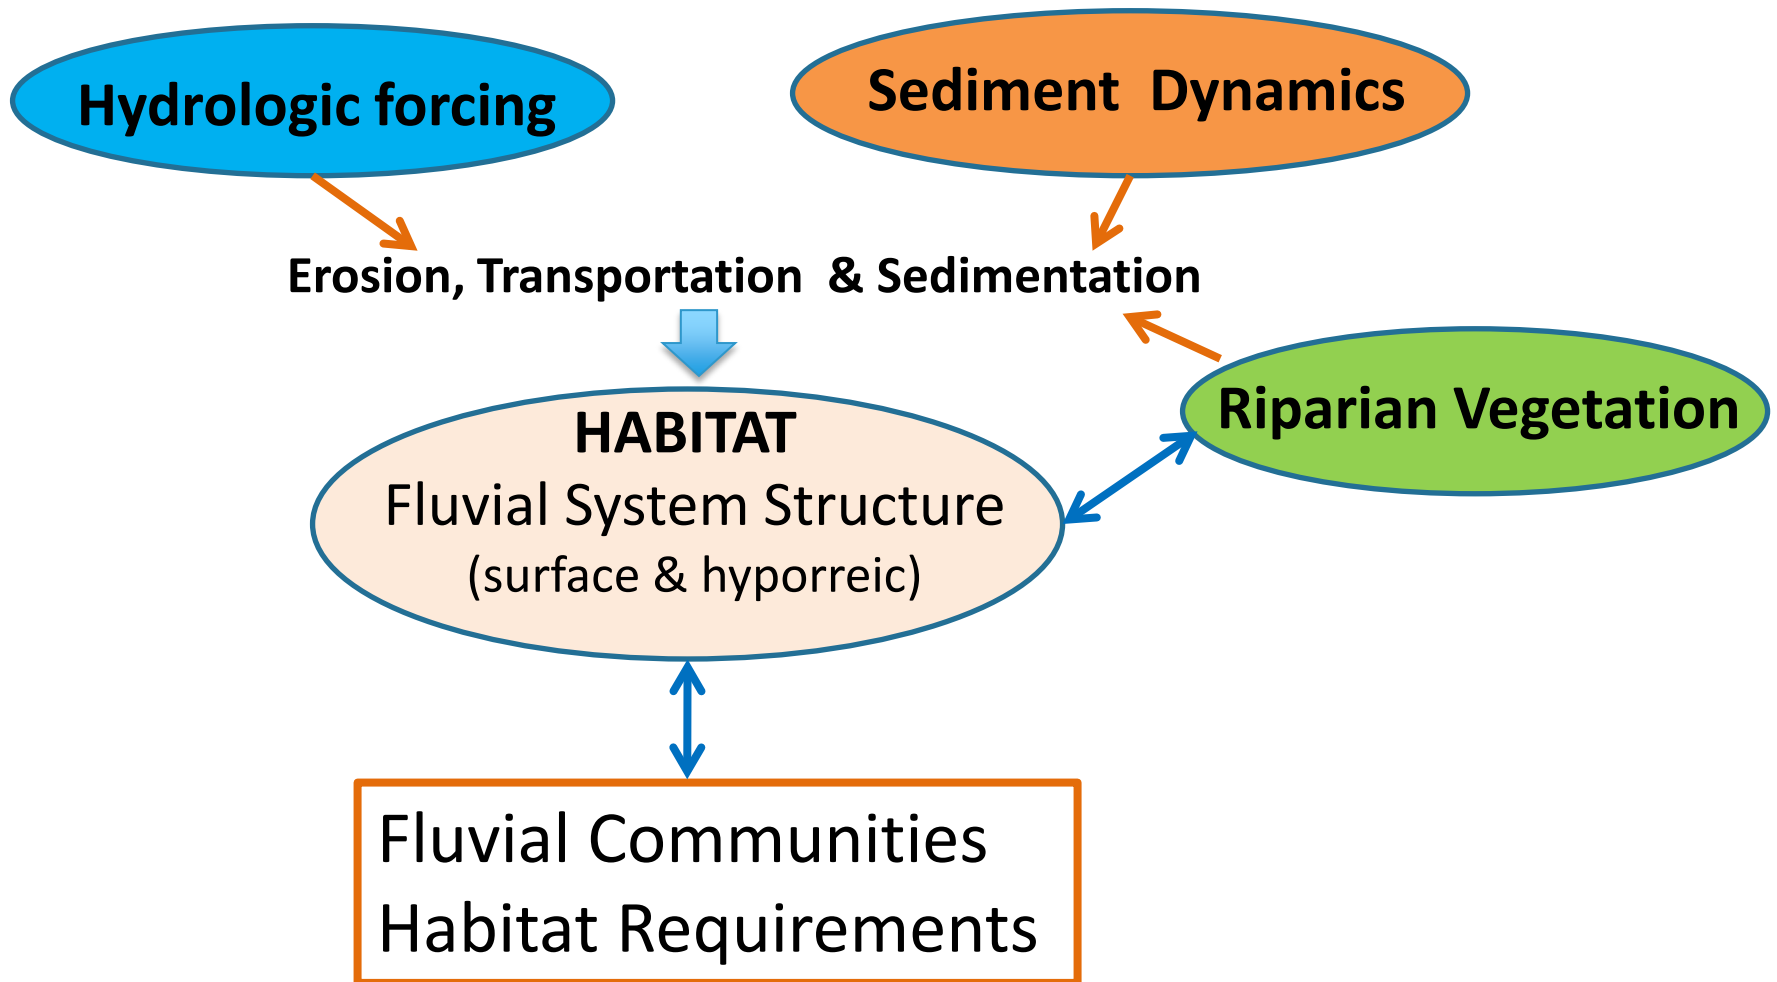 Hydrologic forcing
Sediment Dynamics
Erosion, Transportation & Sedimentation
Riparian Vegetation
HABITAT
Fluvial System Structure
(surface & hyporreic)
Fluvial Communities
Habitat Requirements